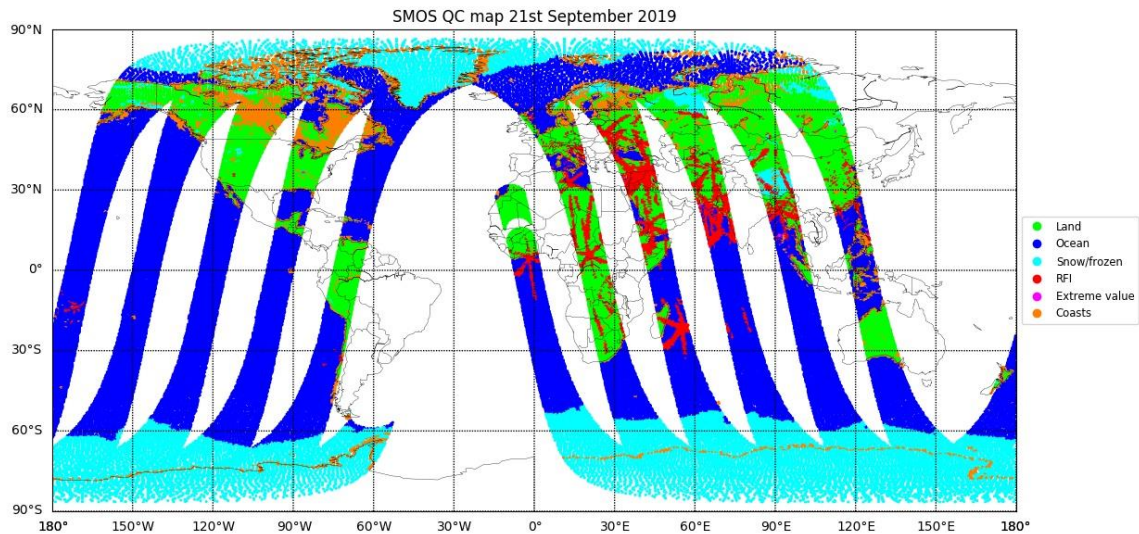 SMOS QC map 21st September 2019
90°N
60°N
30°N
0°
30°S
60°S
90°S
180° 150°W 120°W 90°W 60°W 30°W 0° 30°E 60°E 90°E 120°E 150°E 180°
Land
Ocean
Snow/frozen
RFI
Extreme value
Coasts